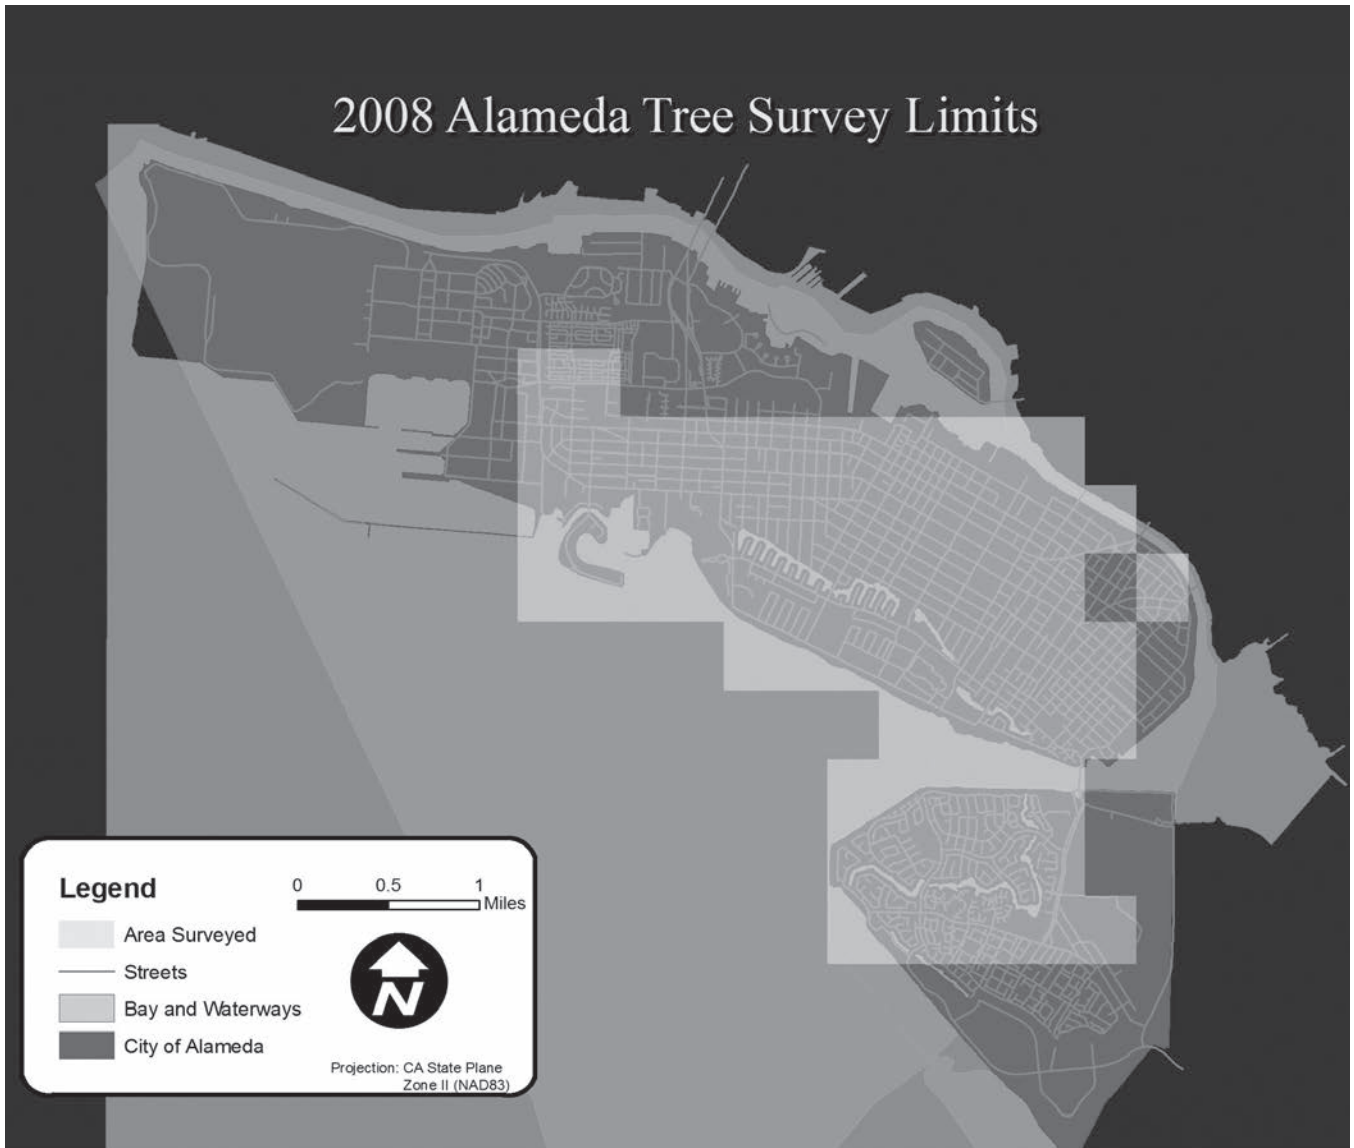 2008 Alameda Tree Survey Limits
Legend
0 0.5 1
Miles
Area Surveyed
Streets
Bay and Waterways
City of Alameda
N
Projection: CA State Plane
Zone II (NAD83)